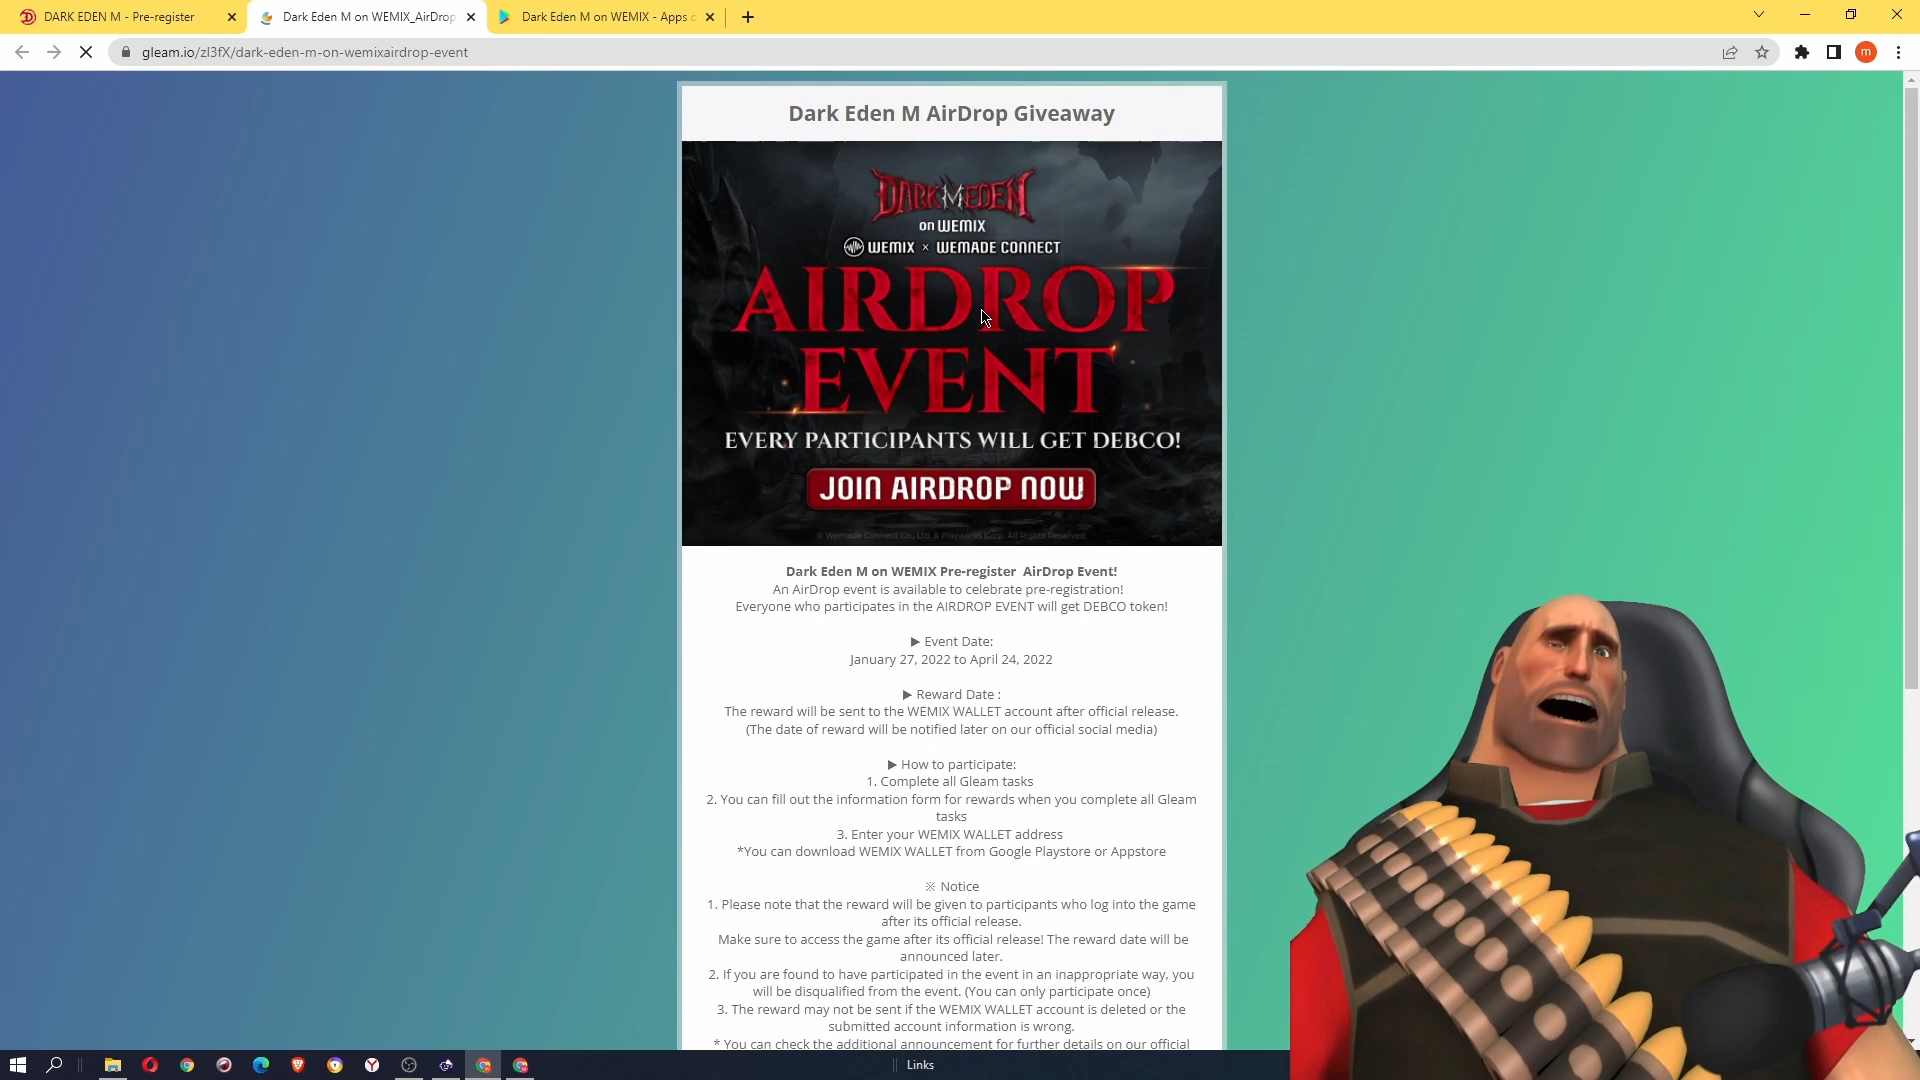 DARK EDEN M - Pre-register
Dark Eden M on WEMIX_AirDrop
Dark Eden M on WEMIX - Apps o
gleam.io/zl3fX/dark-eden-m-on-wemixairdrop-event
m
Dark Eden M AirDrop Giveaway
DARK M EDEN
on WEMIX
WEMIX × WEMADE CONNECT
AIRDROP
EVENT
EVERY PARTICIPANTS WILL GET DEBCO!
JOIN AIRDROP NOW
© Wemade Connect Co., Ltd. & Playworks Corp. All Rights Reserved.
Dark Eden M on WEMIX Pre-register AirDrop Event!
An AirDrop event is available to celebrate pre-registration!
Everyone who participates in the AIRDROP EVENT will get DEBCO token!
▶ Event Date:
January 27, 2022 to April 24, 2022
▶ Reward Date :
The reward will be sent to the WEMIX WALLET account after official release.
(The date of reward will be notified later on our official social media)
▶ How to participate:
1. Complete all Gleam tasks
2. You can fill out the information form for rewards when you complete all Gleam
tasks
3. Enter your WEMIX WALLET address
*You can download WEMIX WALLET from Google Playstore or Appstore
※ Notice
1. Please note that the reward will be given to participants who log into the game
after its official release.
Make sure to access the game after its official release! The reward date will be
announced later.
2. If you are found to have participated in the event in an inappropriate way, you
will be disqualified from the event. (You can only participate once)
3. The reward may not be sent if the WEMIX WALLET account is deleted or the
submitted account information is wrong.
* You can check the additional announcement for further details on our official
Links